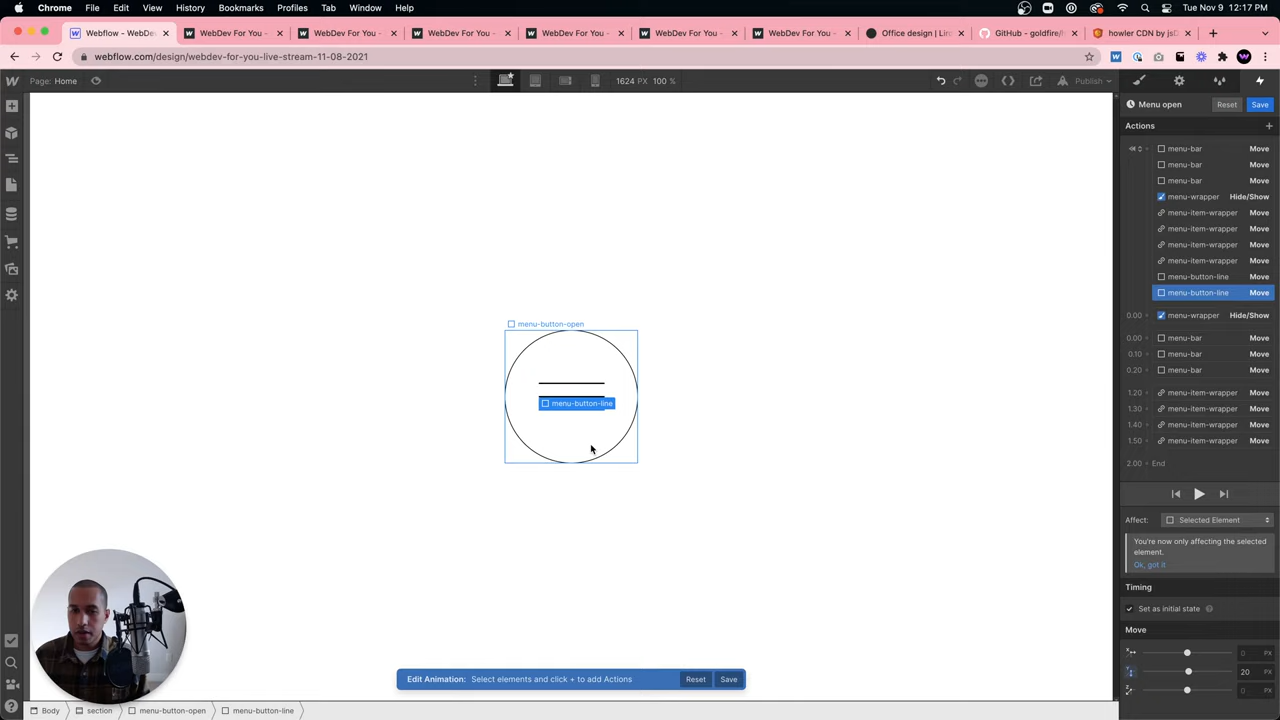 Chrome File Edit View History Bookmarks Profiles Tab Window Help Tue Nov 9 12:17 PM
Webflow - WebDev WebDev For You - WebDev For You - WebDev For You - WebDev For You - WebDev For You - WebDev For You - Office design | GitHub - goldfire/ howler CDN by jsD
webflow.com/design/webdev-for-you-live-stream-11-08-2021
Page: Home 1624 PX 100 % Publish
Menu open Reset Save
Actions
menu-bar Move
menu-bar Move
menu-bar Move
menu-wrapper Hide/Show
menu-item-wrapper Move
menu-item-wrapper Move
menu-item-wrapper Move
menu-item-wrapper Move
menu-button-line Move
menu-button-line Move
0.00 menu-wrapper Hide/Show
menu-button-open
0.00 menu-bar Move
0.10 menu-bar Move
0.20 menu-bar Move
1.20 menu-item-wrapper Move
menu-button-line
1.30 menu-item-wrapper Move
1.40 menu-item-wrapper Move
1.50 menu-item-wrapper Move
2.00 End
Affect: Selected Element
You're now only affecting the selected
element.
Ok, got it
Timing
Set as initial state
Move
0 PX
20 PX
0 PX
Edit Animation: Select elements and click + to add Actions Reset Save
Body section menu-button-open menu-button-line